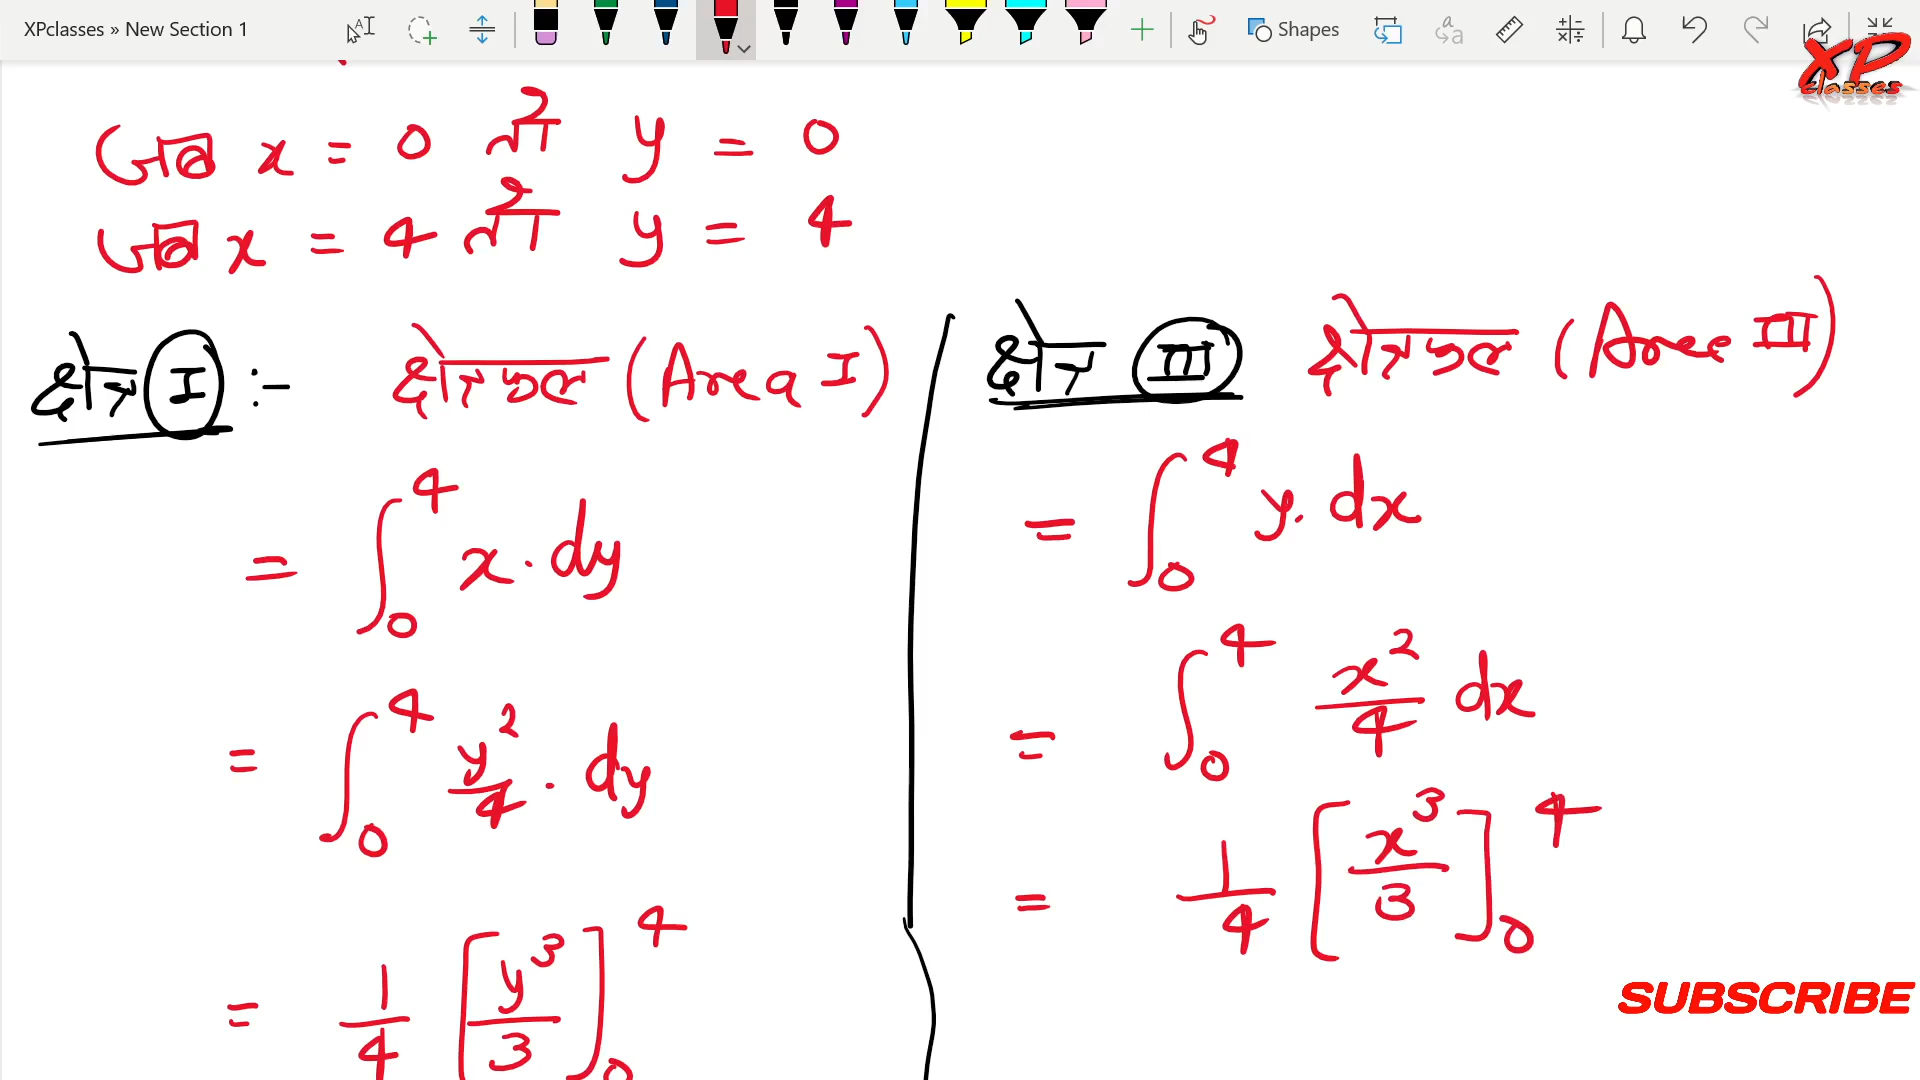 XPclasses » New Section 1
Shapes
XP
classes
जब x = 0 तो y = 0
जब x = 4 तो y = 4
क्षेत्र I :- क्षेत्रफल (Area I)
= ∫₀⁴ x . dy
= ∫₀⁴ y²/4 . dy
= 1/4 [y³/3]₀⁴
क्षेत्र III क्षेत्रफल (Area III)
= ∫₀⁴ y . dx
= ∫₀⁴ x²/4 dx
= 1/4 [x³/3]₀⁴
SUBSCRIBE